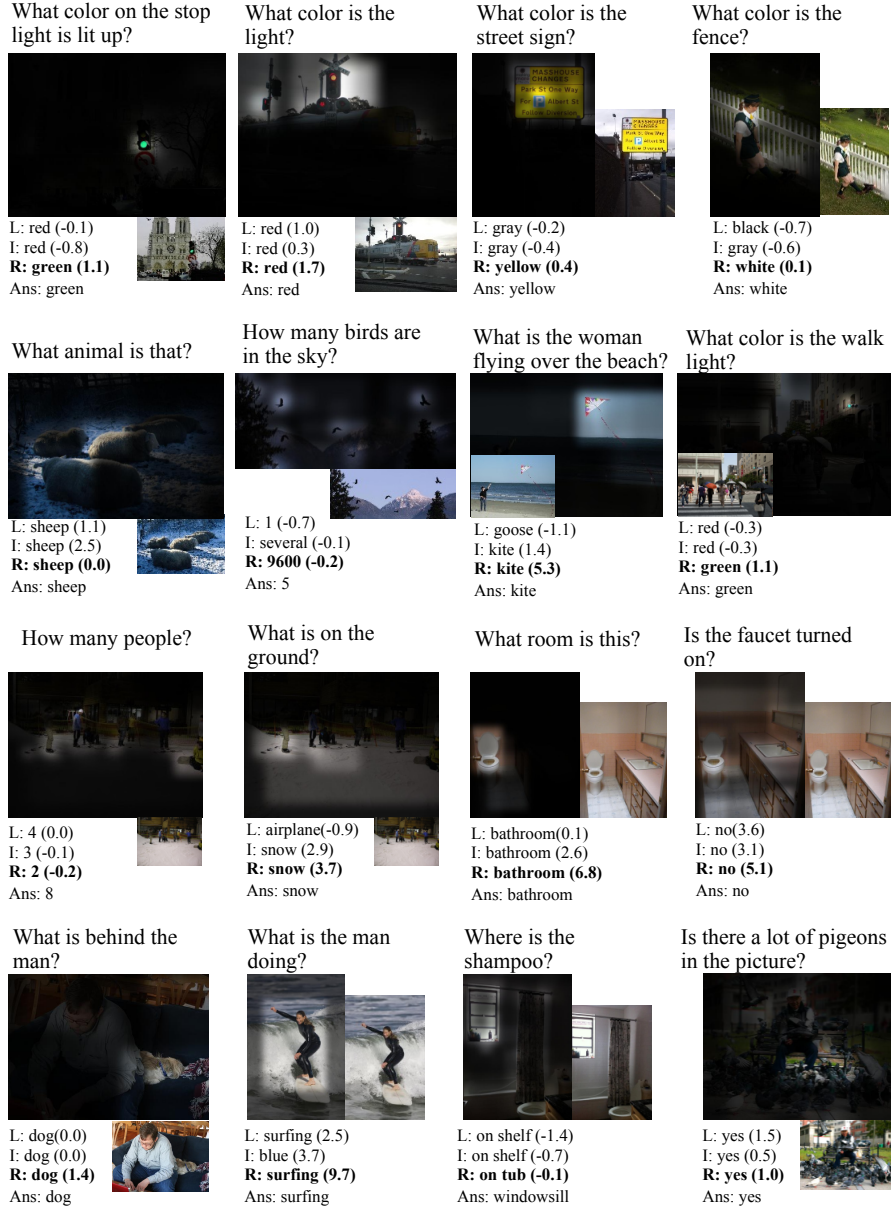 What color on the stop
light is lit up?
L: red (-0.1)
I: red (-0.8)
R: green (1.1)
Ans: green
What color is the
light?
L: red (1.0)
I: red (0.3)
R: red (1.7)
Ans: red
What color is the
street sign?
MASSHOUSE
CHANGES
Park St One Way
For P Albert St
Follow Diversion
MASSHOUSE
CHANGES
Park St One Way
For P Albert St
Follow Diversion
L: gray (-0.2)
I: gray (-0.4)
R: yellow (0.4)
Ans: yellow
What color is the
fence?
L: black (-0.7)
I: gray (-0.6)
R: white (0.1)
Ans: white
What animal is that?
L: sheep (1.1)
I: sheep (2.5)
R: sheep (0.0)
Ans: sheep
How many birds are
in the sky?
L: 1 (-0.7)
I: several (-0.1)
R: 9600 (-0.2)
Ans: 5
What is the woman
flying over the beach?
L: goose (-1.1)
I: kite (1.4)
R: kite (5.3)
Ans: kite
What color is the walk
light?
L: red (-0.3)
I: red (-0.3)
R: green (1.1)
Ans: green
How many people?
L: 4 (0.0)
I: 3 (-0.1)
R: 2 (-0.2)
Ans: 8
What is on the
ground?
L: airplane(-0.9)
I: snow (2.9)
R: snow (3.7)
Ans: snow
What room is this?
L: bathroom(0.1)
I: bathroom (2.6)
R: bathroom (6.8)
Ans: bathroom
Is the faucet turned
on?
L: no(3.6)
I: no (3.1)
R: no (5.1)
Ans: no
What is behind the
man?
L: dog(0.0)
I: dog (0.0)
R: dog (1.4)
Ans: dog
What is the man
doing?
L: surfing (2.5)
I: blue (3.7)
R: surfing (9.7)
Ans: surfing
Where is the
shampoo?
L: on shelf (-1.4)
I: on shelf (-0.7)
R: on tub (-0.1)
Ans: windowsill
Is there a lot of pigeons
in the picture?
L: yes (1.5)
I: yes (0.5)
R: yes (1.0)
Ans: yes